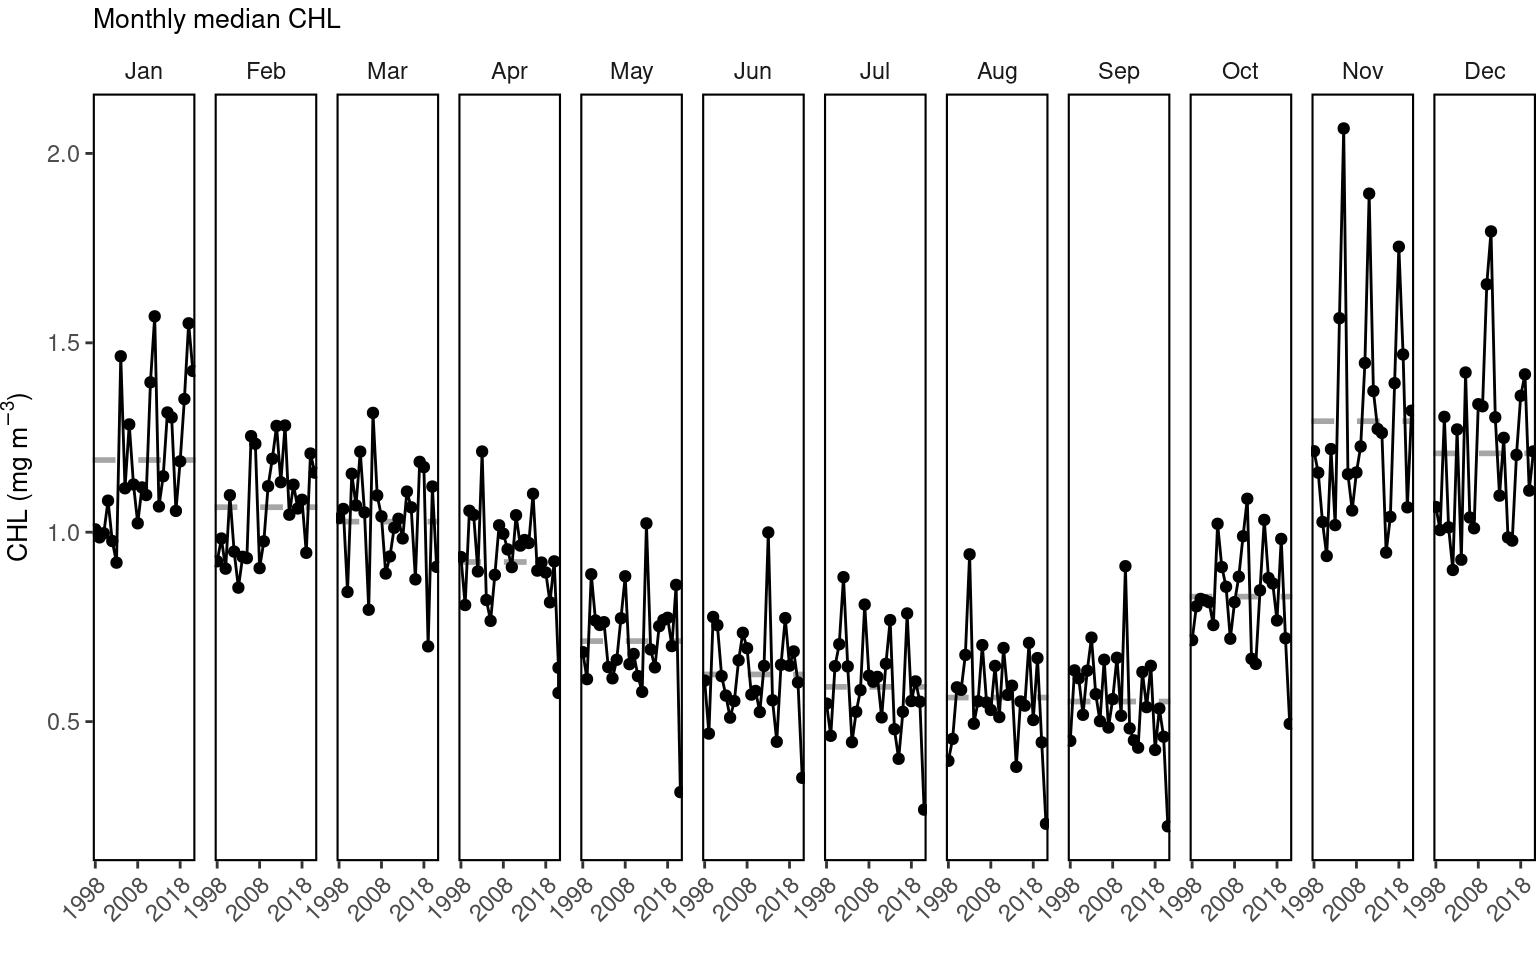 Monthly median CHL
Jan Feb Mar Apr May Jun Jul Aug Sep Oct Nov Dec
2.0
1.5
1.0
0.5
CHL (mg m⁻³)
1998 2008 2018 1998 2008 2018 1998 2008 2018 1998 2008 2018 1998 2008 2018 1998 2008 2018 1998 2008 2018 1998 2008 2018 1998 2008 2018 1998 2008 2018 1998 2008 2018 1998 2008 2018